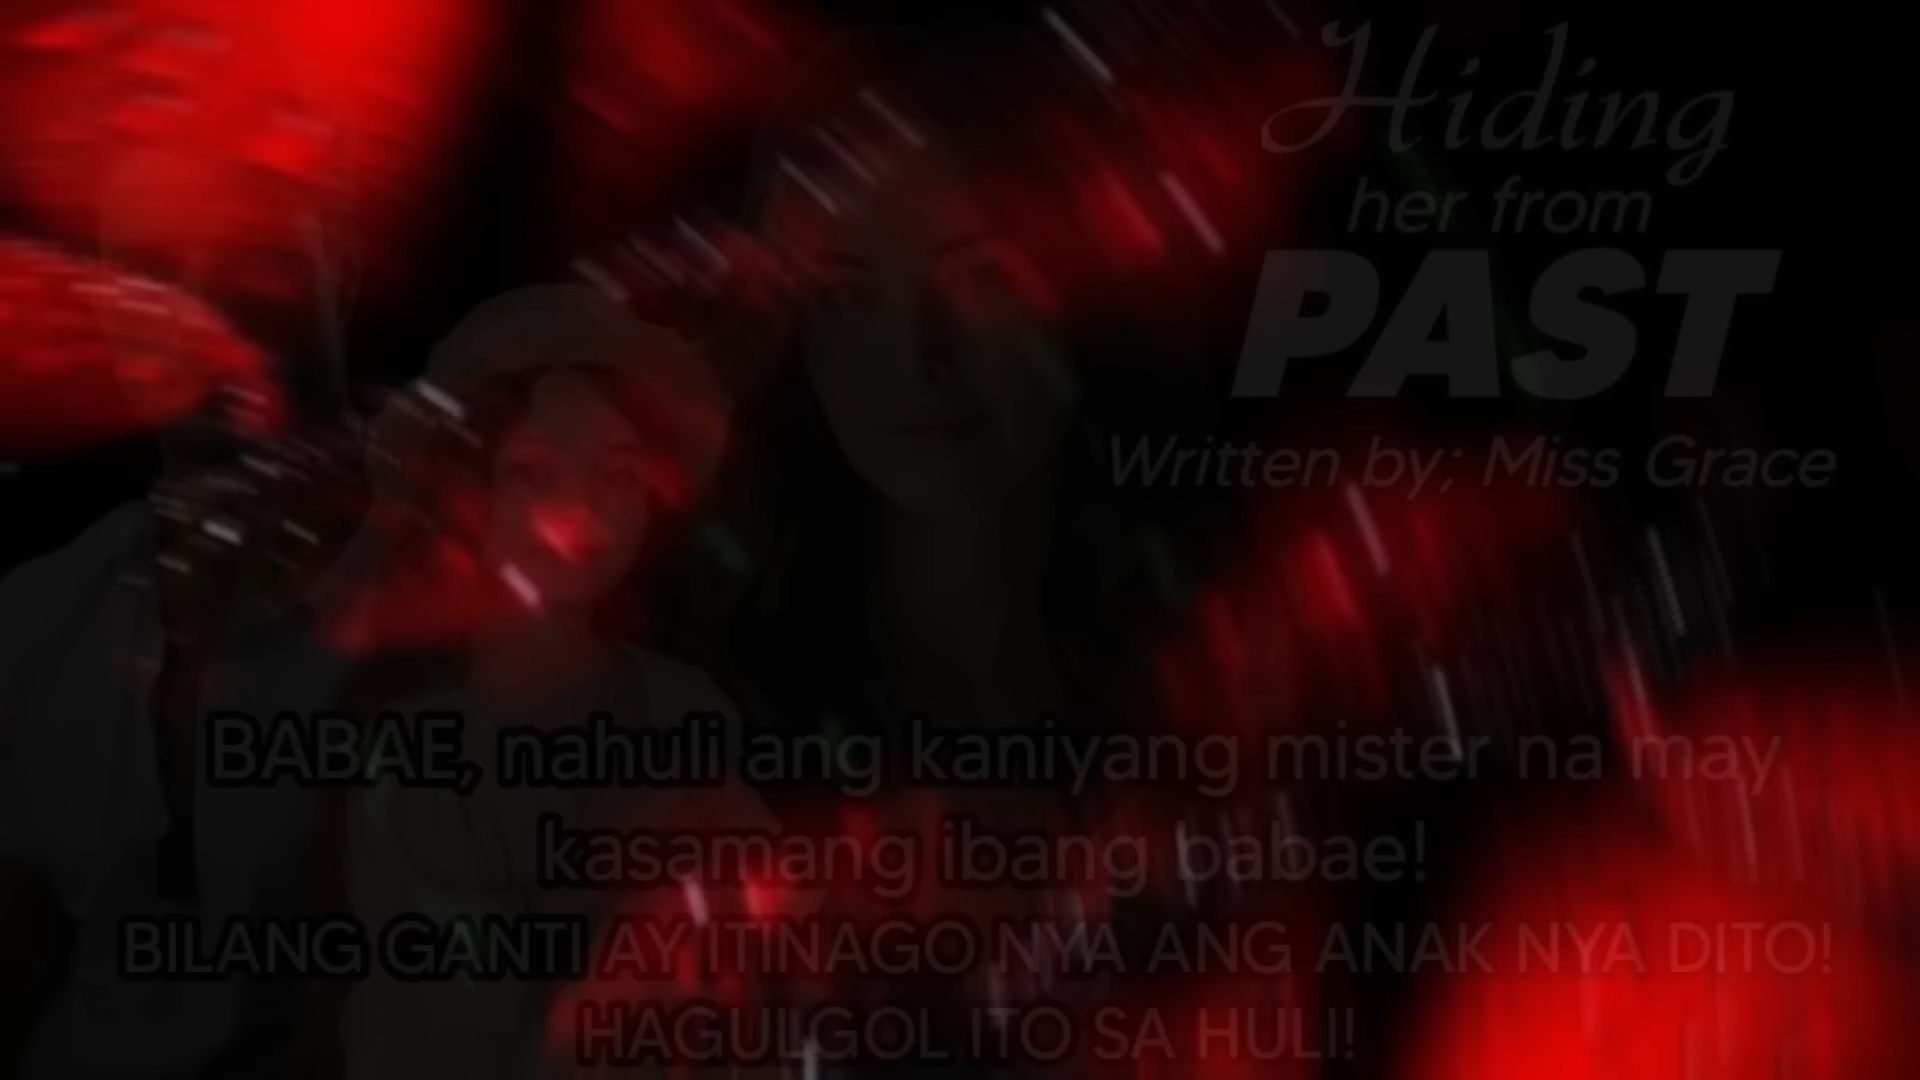 Hiding
her from
PAST
Written by; Miss Grace
BABAE, nahuli ang kaniyang mister na may
kasamang ibang babae!
BILANG GANTI AY ITINAGO NYA ANG ANAK NYA DITO!
HAGULGOL ITO SA HULI!